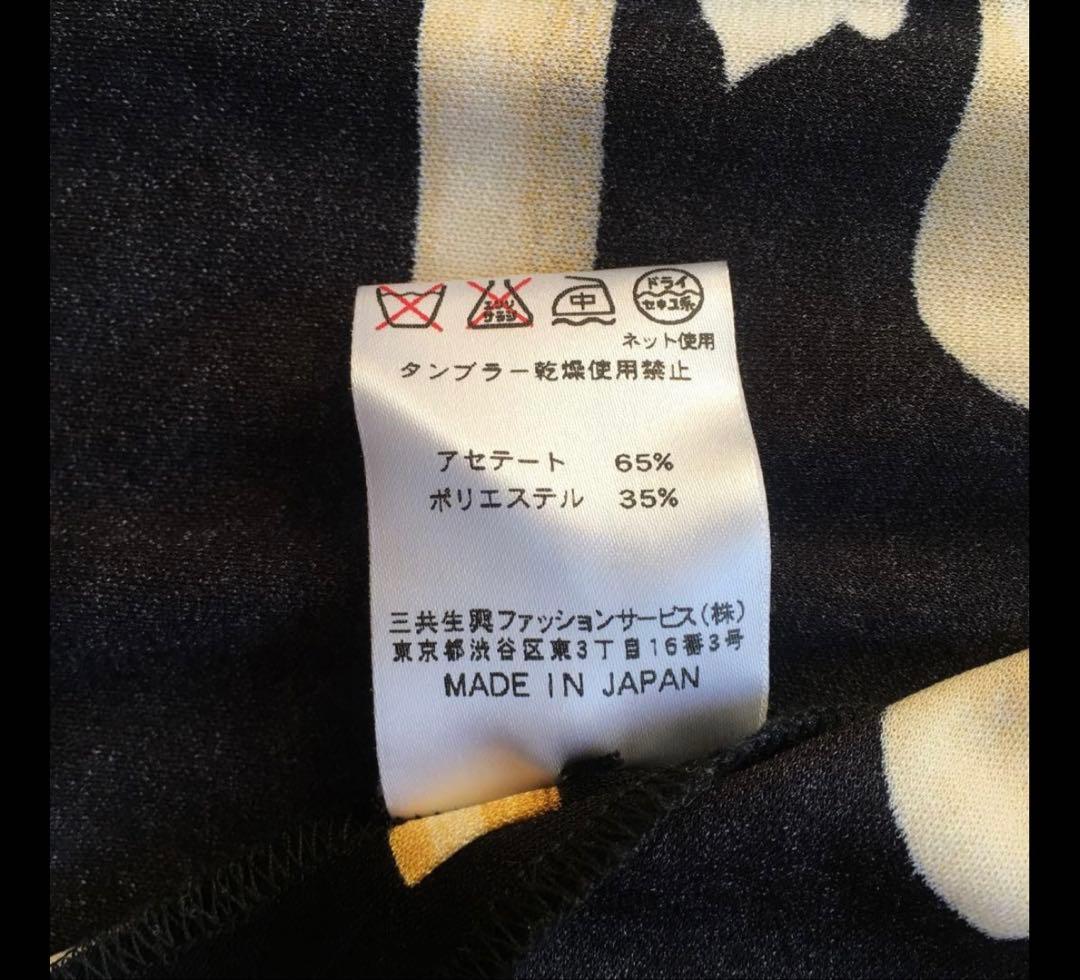 エンソ サラシ 中 ドライ セキユ系
ネット使用
タンブラー乾燥使用禁止
アセテート 65%
ポリエステル 35%
三共生興ファッションサービス(株)
東京都渋谷区東3丁目16番3号
MADE IN JAPAN